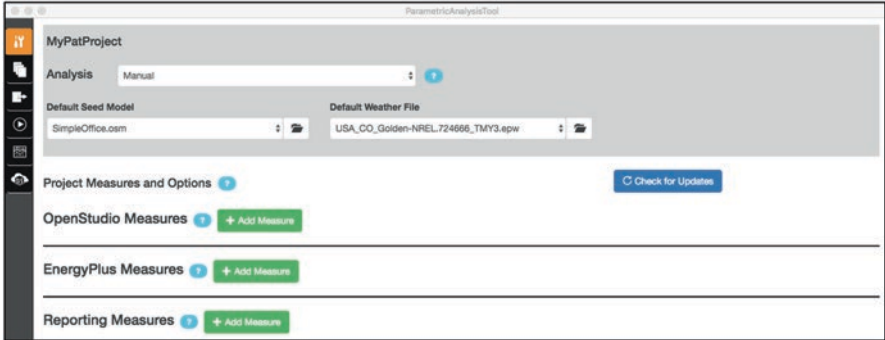 ParametricAnalysisTool
MyPatProject
Analysis Manual ?
Default Seed Model Default Weather File
SimpleOffice.osm USA_CO_Golden-NREL.724666_TMY3.epw
Project Measures and Options ? Check for Updates
OpenStudio Measures ? + Add Measure
EnergyPlus Measures ? + Add Measure
Reporting Measures ? + Add Measure